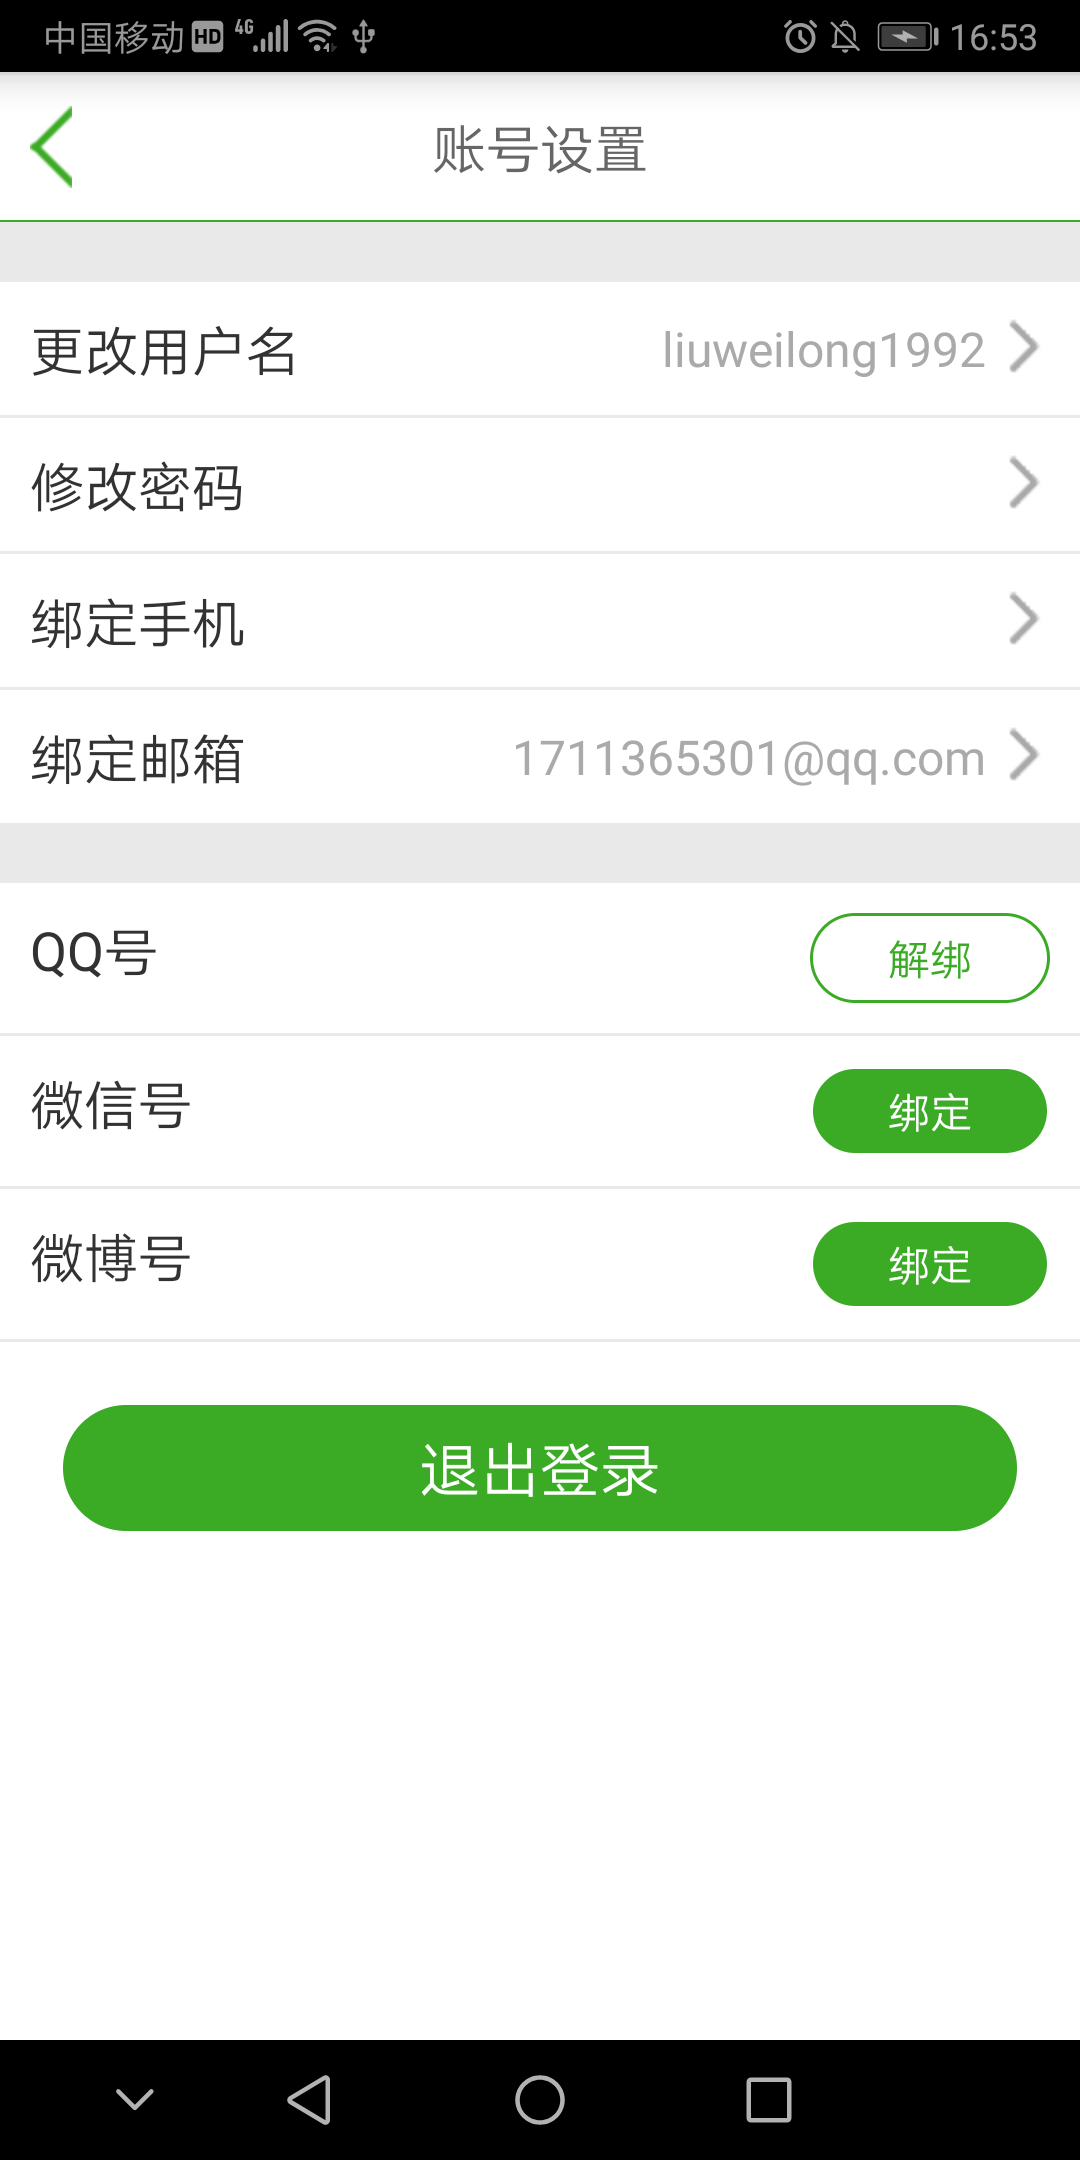 中国移动 HD 4G 16:53
账号设置
更改用户名 liuweilong1992
修改密码
绑定手机
绑定邮箱 1711365301@qq.com
QQ号 解绑
微信号 绑定
微博号 绑定
退出登录